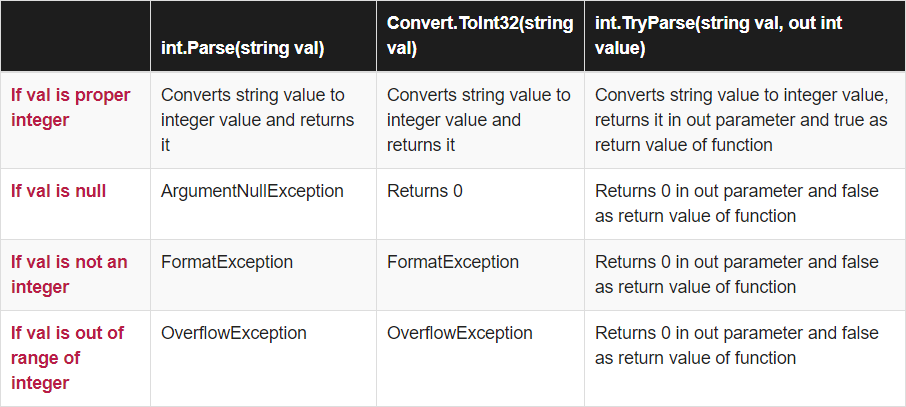 int.Parse(string val)
Convert.ToInt32(string
val)
int.TryParse(string val, out int
value)
If val is proper
integer
Converts string value to
integer value and returns
it
Converts string value to
integer value and
returns it
Converts string value to integer value,
returns it in out parameter and true as
return value of function
If val is null
ArgumentNullException
Returns 0
Returns 0 in out parameter and false
as return value of function
If val is not an
integer
FormatException
FormatException
Returns 0 in out parameter and false
as return value of function
If val is out of
range of
integer
OverflowException
OverflowException
Returns 0 in out parameter and false
as return value of function